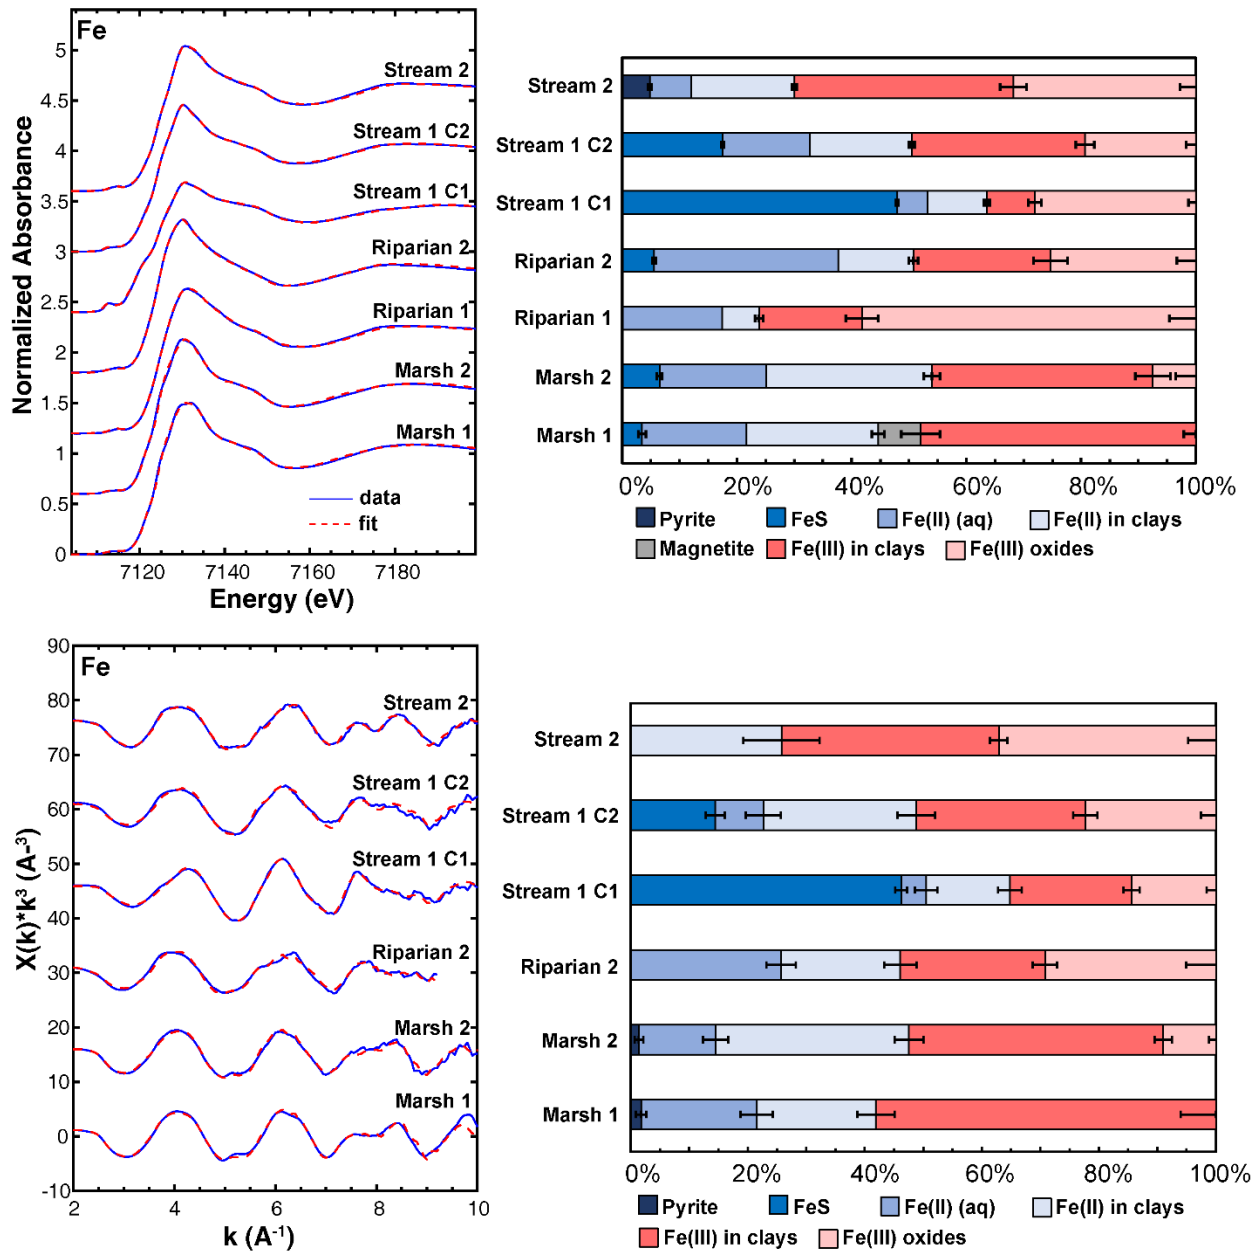 Fe
Normalized Absorbance
5
4.5
4
3.5
3
2.5
2
1.5
1
0.5
0
Stream 2
Stream 1 C2
Stream 1 C1
Riparian 2
Riparian 1
Marsh 2
Marsh 1
data
fit
7120 7140 7160 7180
Energy (eV)
Stream 2
Stream 1 C2
Stream 1 C1
Riparian 2
Riparian 1
Marsh 2
Marsh 1
0% 20% 40% 60% 80% 100%
Pyrite FeS Fe(II) (aq) Fe(II) in clays
Magnetite Fe(III) in clays Fe(III) oxides
Fe
X(k)*k³ (A-³)
90
80
70
60
50
40
30
20
10
0
-10
Stream 2
Stream 1 C2
Stream 1 C1
Riparian 2
Marsh 2
Marsh 1
2 4 6 8 10
k (A⁻¹)
Stream 2
Stream 1 C2
Stream 1 C1
Riparian 2
Marsh 2
Marsh 1
0% 20% 40% 60% 80% 100%
Pyrite FeS Fe(II) (aq) Fe(II) in clays
Fe(III) in clays Fe(III) oxides